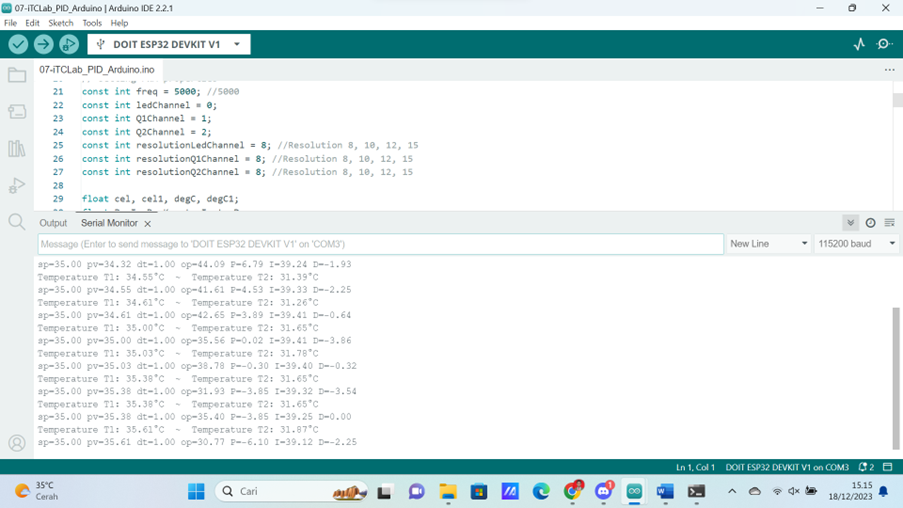 07-iTCLab_PID_Arduino | Arduino IDE 2.2.1
File Edit Sketch Tools Help
DOIT ESP32 DEVKIT V1
07-iTCLab_PID_Arduino.ino
21 const int freq = 5000; //5000
22 const int ledChannel = 0;
23 const int Q1Channel = 1;
24 const int Q2Channel = 2;
25 const int resolutionLedChannel = 8; //Resolution 8, 10, 12, 15
26 const int resolutionQ1Channel = 8; //Resolution 8, 10, 12, 15
27 const int resolutionQ2Channel = 8; //Resolution 8, 10, 12, 15
28
29 float cel, cel1, degC, degC1;
Output Serial Monitor
Message (Enter to send message to 'DOIT ESP32 DEVKIT V1' on 'COM3') New Line 115200 baud
sp=35.00 pv=34.32 dt=1.00 op=44.09 P=6.79 I=39.24 D=-1.93
Temperature T1: 34.55°C ~ Temperature T2: 31.39°C
sp=35.00 pv=34.55 dt=1.00 op=41.61 P=4.53 I=39.33 D=-2.25
Temperature T1: 34.61°C ~ Temperature T2: 31.26°C
sp=35.00 pv=34.61 dt=1.00 op=42.65 P=3.89 I=39.41 D=-0.64
Temperature T1: 35.00°C ~ Temperature T2: 31.65°C
sp=35.00 pv=35.00 dt=1.00 op=35.56 P=0.02 I=39.41 D=-3.86
Temperature T1: 35.03°C ~ Temperature T2: 31.78°C
sp=35.00 pv=35.03 dt=1.00 op=38.78 P=-0.30 I=39.40 D=-0.32
Temperature T1: 35.38°C ~ Temperature T2: 31.65°C
sp=35.00 pv=35.38 dt=1.00 op=31.93 P=-3.85 I=39.32 D=-3.54
Temperature T1: 35.38°C ~ Temperature T2: 31.65°C
sp=35.00 pv=35.38 dt=1.00 op=35.40 P=-3.85 I=39.25 D=0.00
Temperature T1: 35.61°C ~ Temperature T2: 31.87°C
sp=35.00 pv=35.61 dt=1.00 op=30.77 P=-6.10 I=39.12 D=-2.25
Ln 1, Col 1 DOIT ESP32 DEVKIT V1 on COM3 2
35°C
Cerah
Cari
1
15.15
18/12/2023